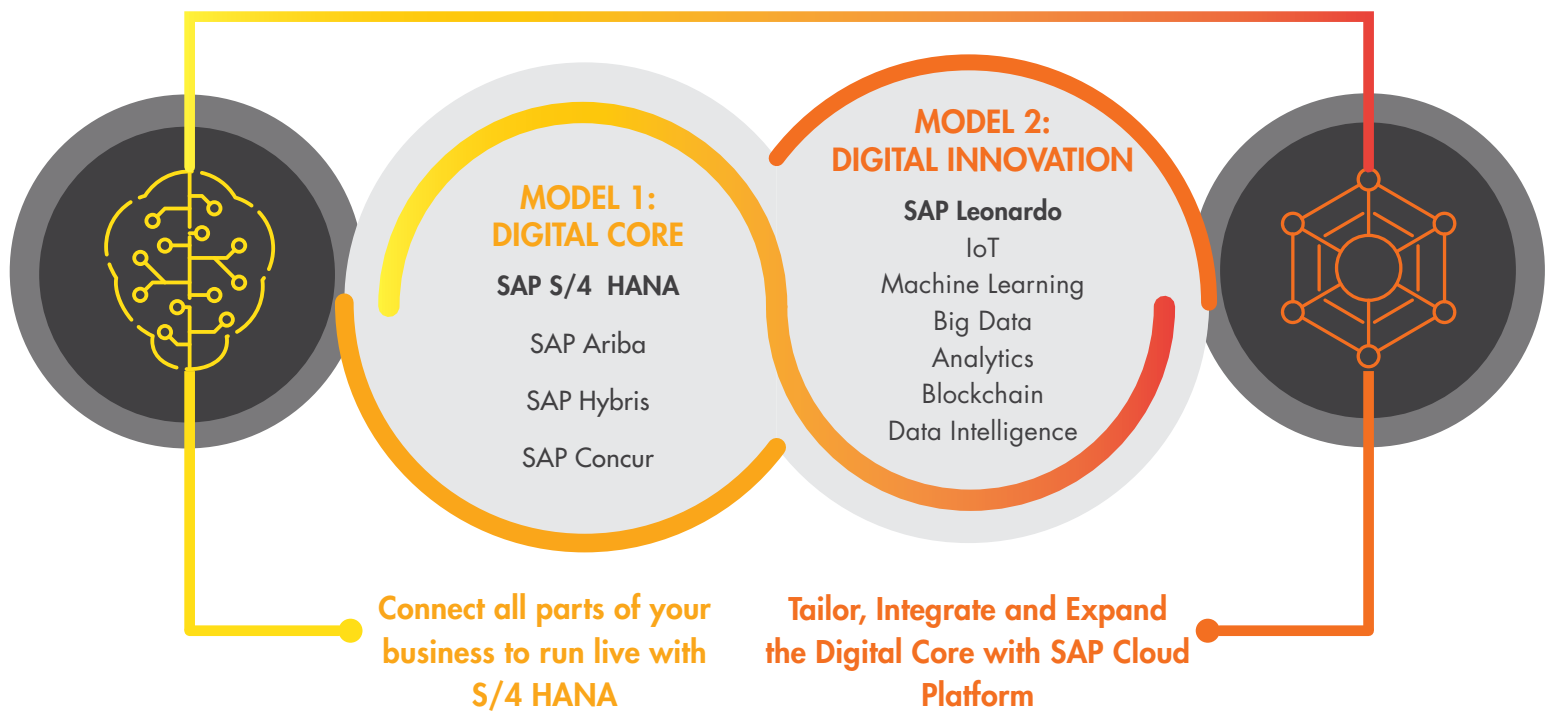 MODEL 1:
DIGITAL CORE
SAP S/4 HANA
SAP Ariba
SAP Hybris
SAP Concur
MODEL 2:
DIGITAL INNOVATION
SAP Leonardo
IoT
Machine Learning
Big Data
Analytics
Blockchain
Data Intelligence
Connect all parts of your
business to run live with
S/4 HANA
Tailor, Integrate and Expand
the Digital Core with SAP Cloud
Platform